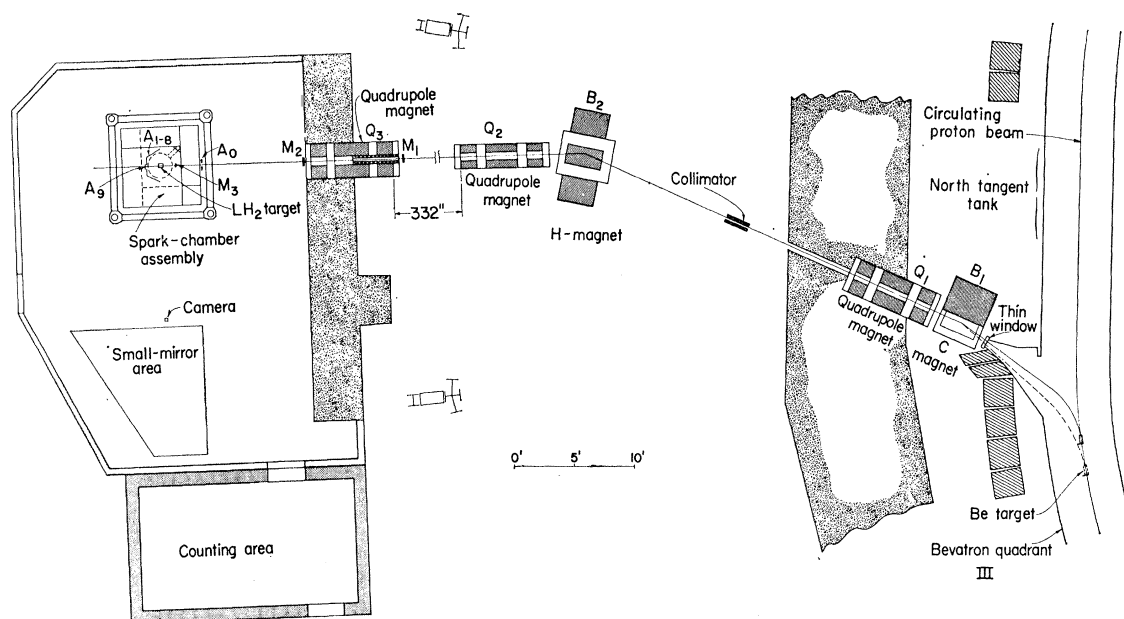 Quadrupole
magnet
Q3
M2
M1
A1-8
A0
A9
M3
LH2 target
Spark-chamber
assembly
332"
Q2
Quadrupole
magnet
B2
H-magnet
Collimator
Circulating
proton beam
North tangent
tank
Q1
B1
Quadrupole
magnet
C
magnet
Thin
window
Camera
Small-mirror
area
0' 5' 10'
Counting area
Be target
Bevatron quadrant
III